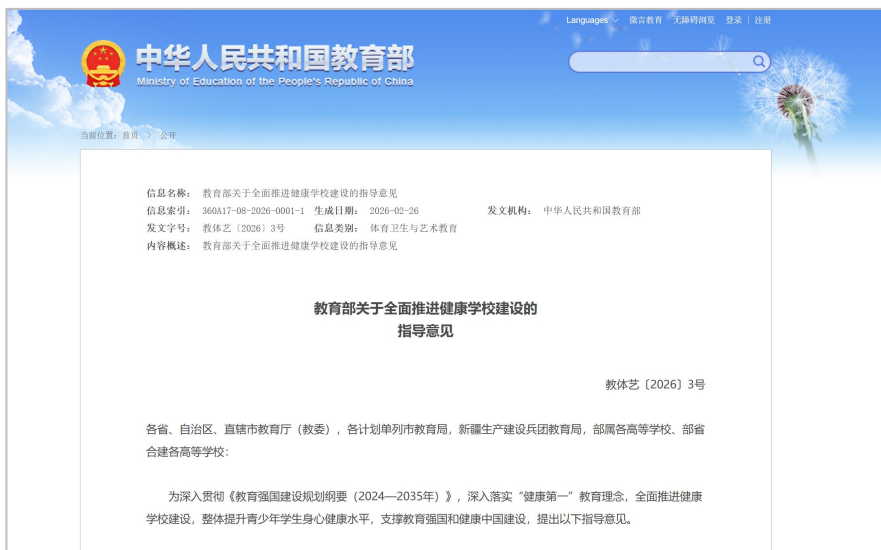 Languages 微言教育 无障碍浏览 登录 | 注册
中华人民共和国教育部
Ministry of Education of the People's Republic of China
当前位置：首页 > 公开
信息名称： 教育部关于全面推进健康学校建设的指导意见
信息索引： 360A17-08-2026-0001-1 生成日期： 2026-02-26 发文机构： 中华人民共和国教育部
发文字号： 教体艺〔2026〕3号 信息类别： 体育卫生与艺术教育
内容概述： 教育部关于全面推进健康学校建设的指导意见
教育部关于全面推进健康学校建设的
指导意见
教体艺〔2026〕3号
各省、自治区、直辖市教育厅（教委），各计划单列市教育局，新疆生产建设兵团教育局，部属各高等学校、部省
合建各高等学校：
为深入贯彻《教育强国建设规划纲要（2024—2035年）》，深入落实“健康第一”教育理念，全面推进健康
学校建设，整体提升青少年学生身心健康水平，支撑教育强国和健康中国建设，提出以下指导意见。